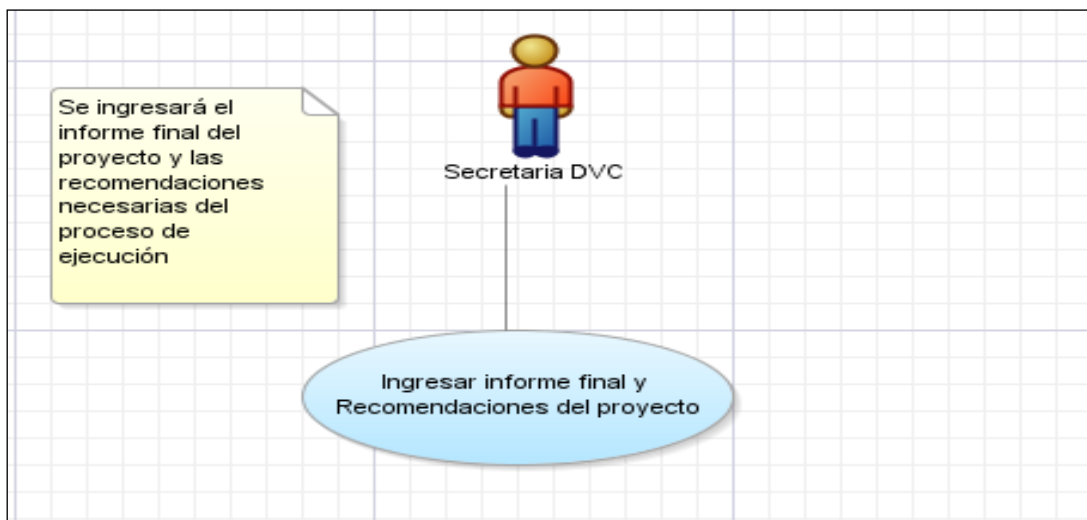 Se ingresará el
informe final del
proyecto y las
recomendaciones
necesarias del
proceso de
ejecución
Secretaria DVC
Ingresar informe final y
Recomendaciones del proyecto